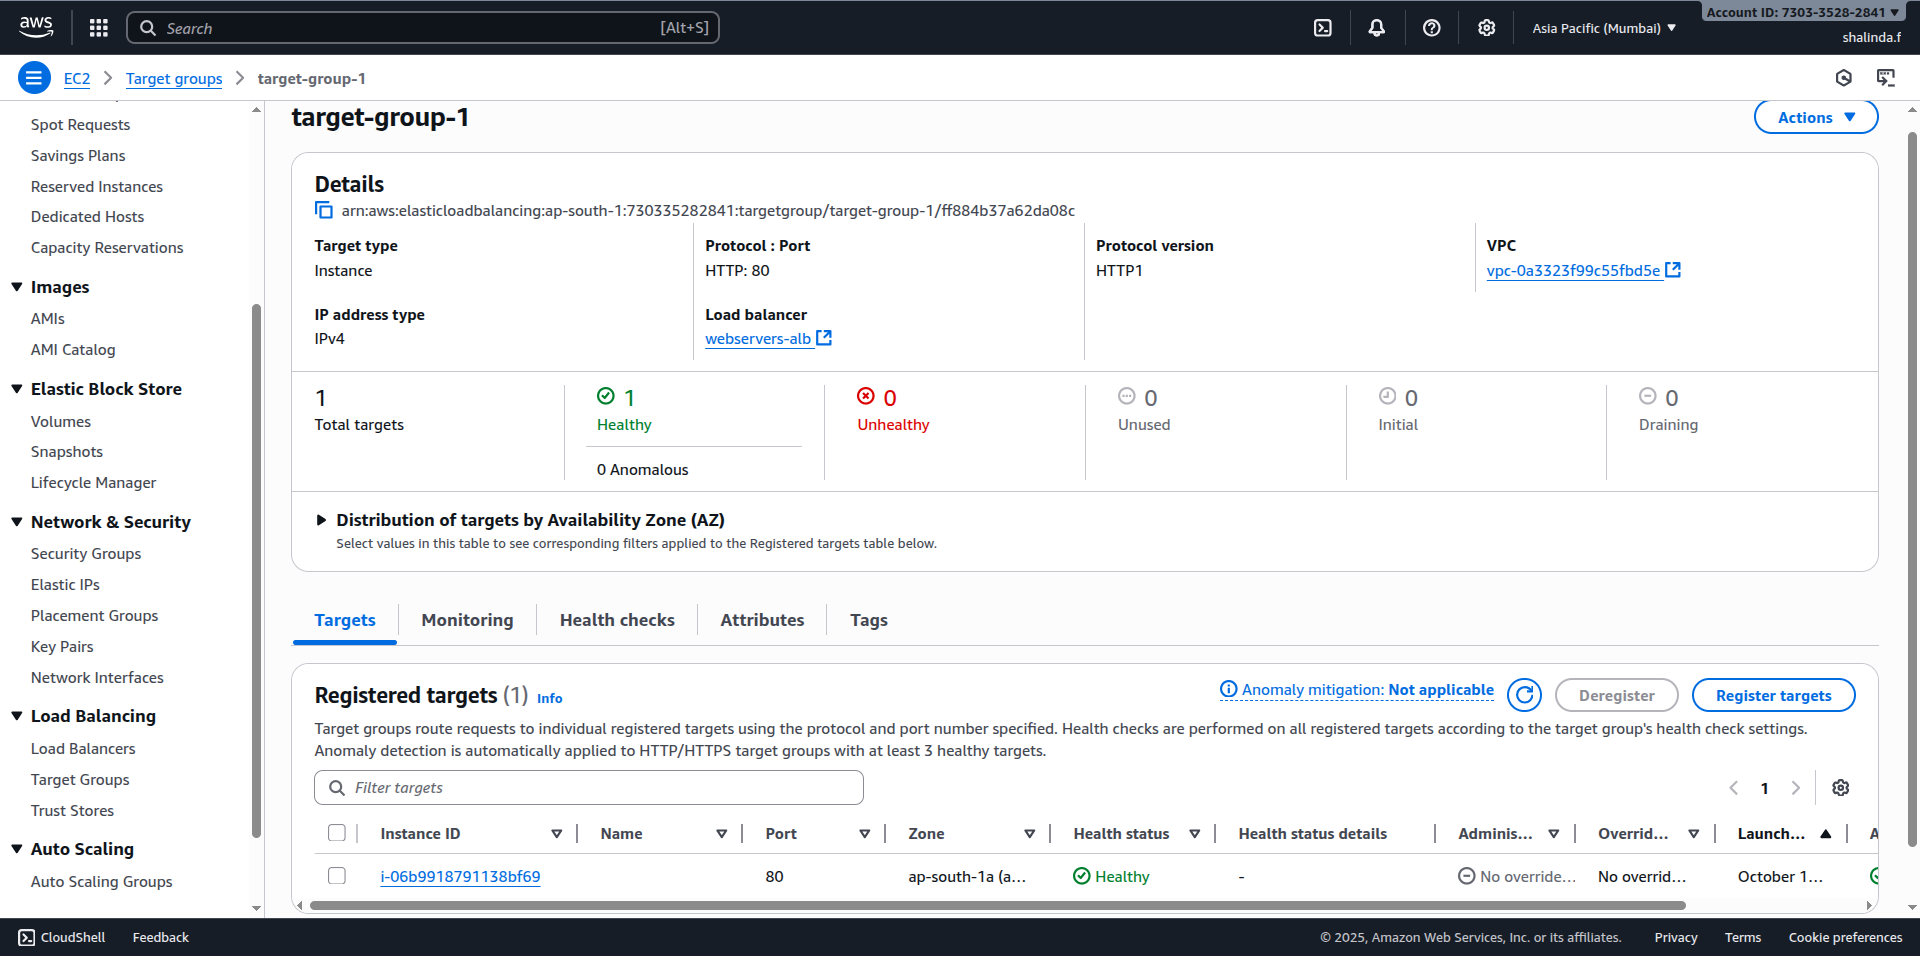 aws
Search [Alt+S]
Asia Pacific (Mumbai)
Account ID: 7303-3528-2841
shalinda.f
EC2
Target groups
target-group-1
Spot Requests
Savings Plans
Reserved Instances
Dedicated Hosts
Capacity Reservations
Images
AMIs
AMI Catalog
Elastic Block Store
Volumes
Snapshots
Lifecycle Manager
Network & Security
Security Groups
Elastic IPs
Placement Groups
Key Pairs
Network Interfaces
Load Balancing
Load Balancers
Target Groups
Trust Stores
Auto Scaling
Auto Scaling Groups
target-group-1
Actions
Details
arn:aws:elasticloadbalancing:ap-south-1:730335282841:targetgroup/target-group-1/ff884b37a62da08c
Target type
Instance
Protocol : Port
HTTP: 80
Protocol version
HTTP1
VPC
vpc-0a3323f99c55fbd5e
IP address type
IPv4
Load balancer
webservers-alb
1
Total targets
1
Healthy
0 Anomalous
0
Unhealthy
0
Unused
0
Initial
0
Draining
Distribution of targets by Availability Zone (AZ)
Select values in this table to see corresponding filters applied to the Registered targets table below.
Targets
Monitoring
Health checks
Attributes
Tags
Registered targets (1) Info
Anomaly mitigation: Not applicable
Deregister
Register targets
Target groups route requests to individual registered targets using the protocol and port number specified. Health checks are performed on all registered targets according to the target group's health check settings.
Anomaly detection is automatically applied to HTTP/HTTPS target groups with at least 3 healthy targets.
Filter targets
1
Instance ID Name Port Zone Health status Health status details Adminis... Overrid... Launch... A
i-06b9918791138bf69 80 ap-south-1a (a... Healthy - No override... No overrid... October 1...
CloudShell
Feedback
© 2025, Amazon Web Services, Inc. or its affiliates.
Privacy
Terms
Cookie preferences